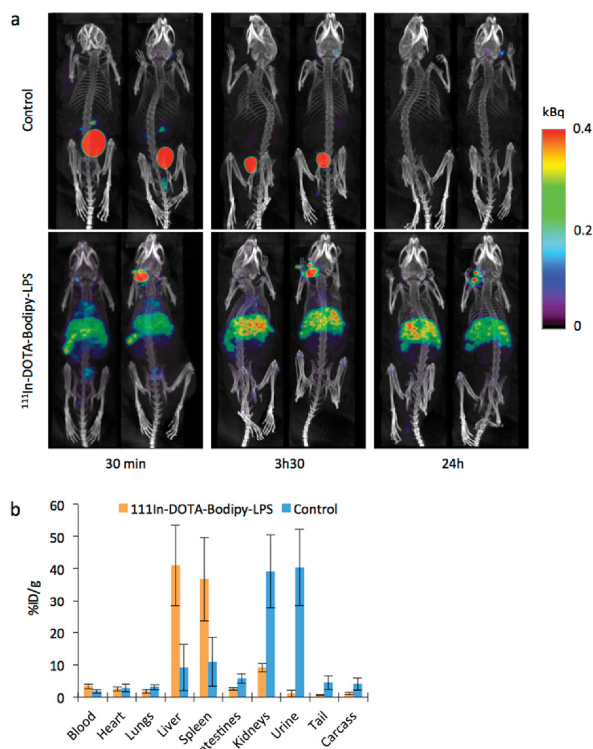 a
Control
kBq
0.4
0.2
0
¹¹¹In-DOTA-Bodipy-LPS
30 min
3h30
24h
b
111In-DOTA-Bodipy-LPS
Control
%ID/g
60
50
40
30
20
10
0
Blood
Heart
Lungs
Liver
Spleen
ntestines
Kidneys
Urine
Tail
Carcass